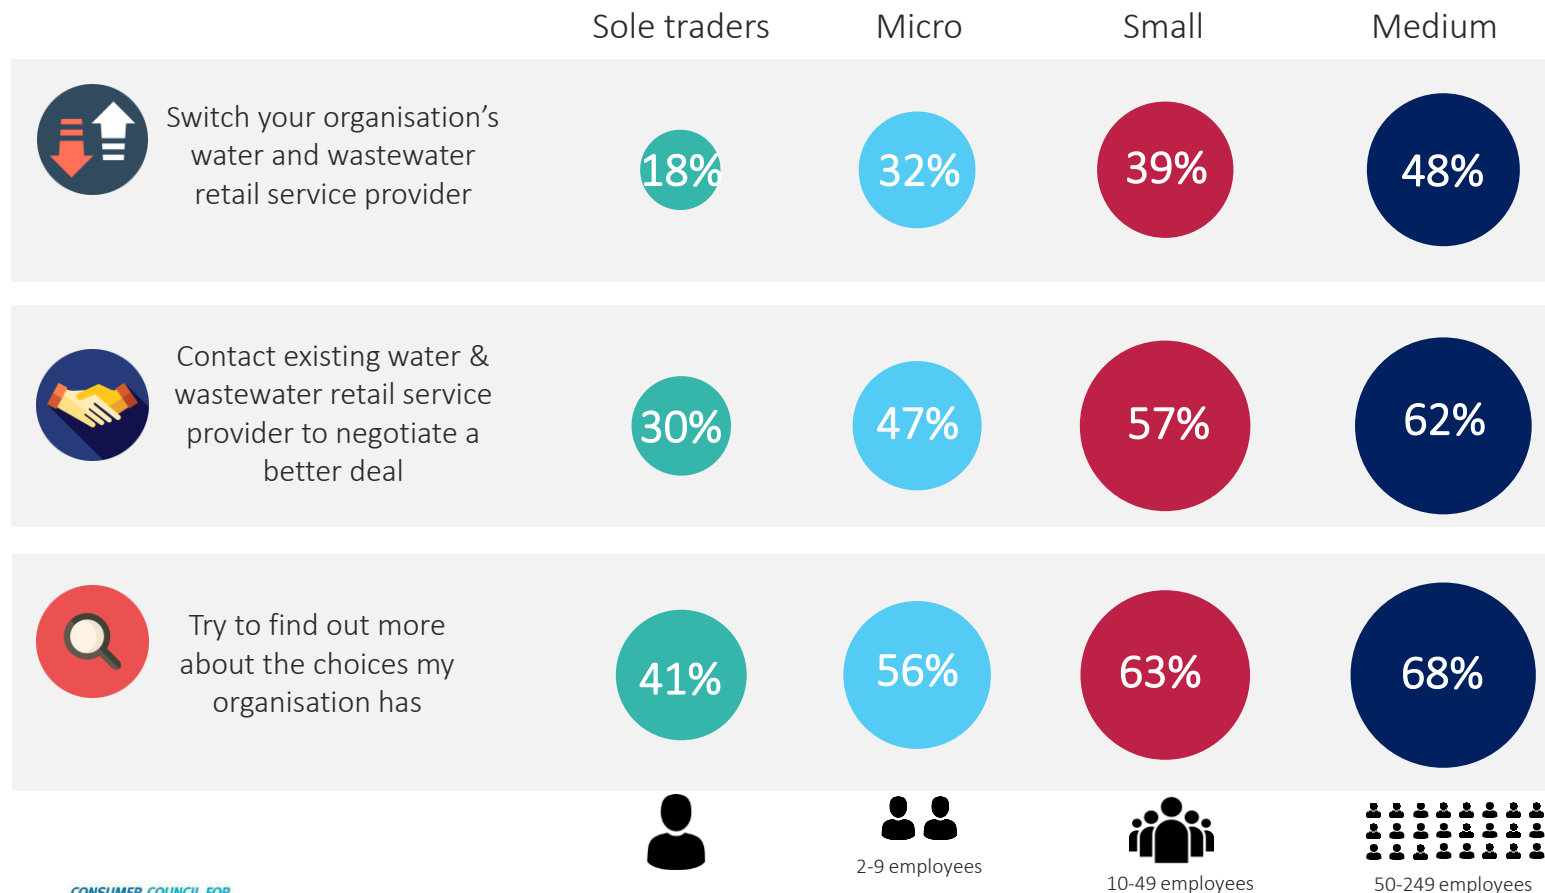 Sole traders Micro Small Medium
Switch your organisation's
water and wastewater
retail service provider
18% 32% 39% 48%
Contact existing water &
wastewater retail service
provider to negotiate a
better deal
30% 47% 57% 62%
Try to find out more
about the choices my
organisation has
41% 56% 63% 68%
2-9 employees
10-49 employees
50-249 employees
CONSUMER COUNCIL FOR